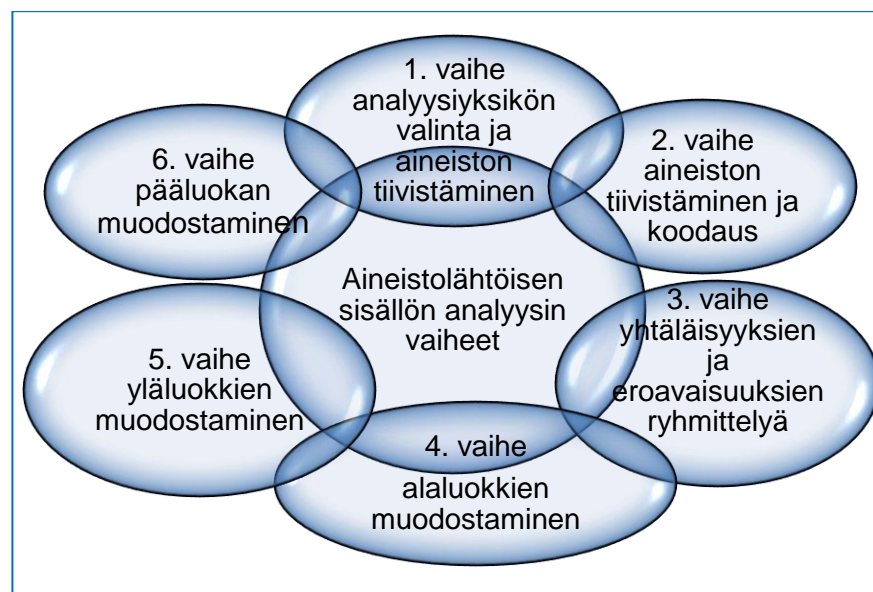 1. vaihe
analyysiyksikön
valinta ja
aineiston
tiivistäminen
2. vaihe
aineiston
tiivistäminen ja
koodaus
3. vaihe
yhtäläisyyksien
ja
eroavaisuuksien
ryhmittelyä
4. vaihe
alaluokkien
muodostaminen
5. vaihe
yläluokkien
muodostaminen
6. vaihe
pääluokan
muodostaminen
Aineistolähtöisen
sisällön analyysin
vaiheet